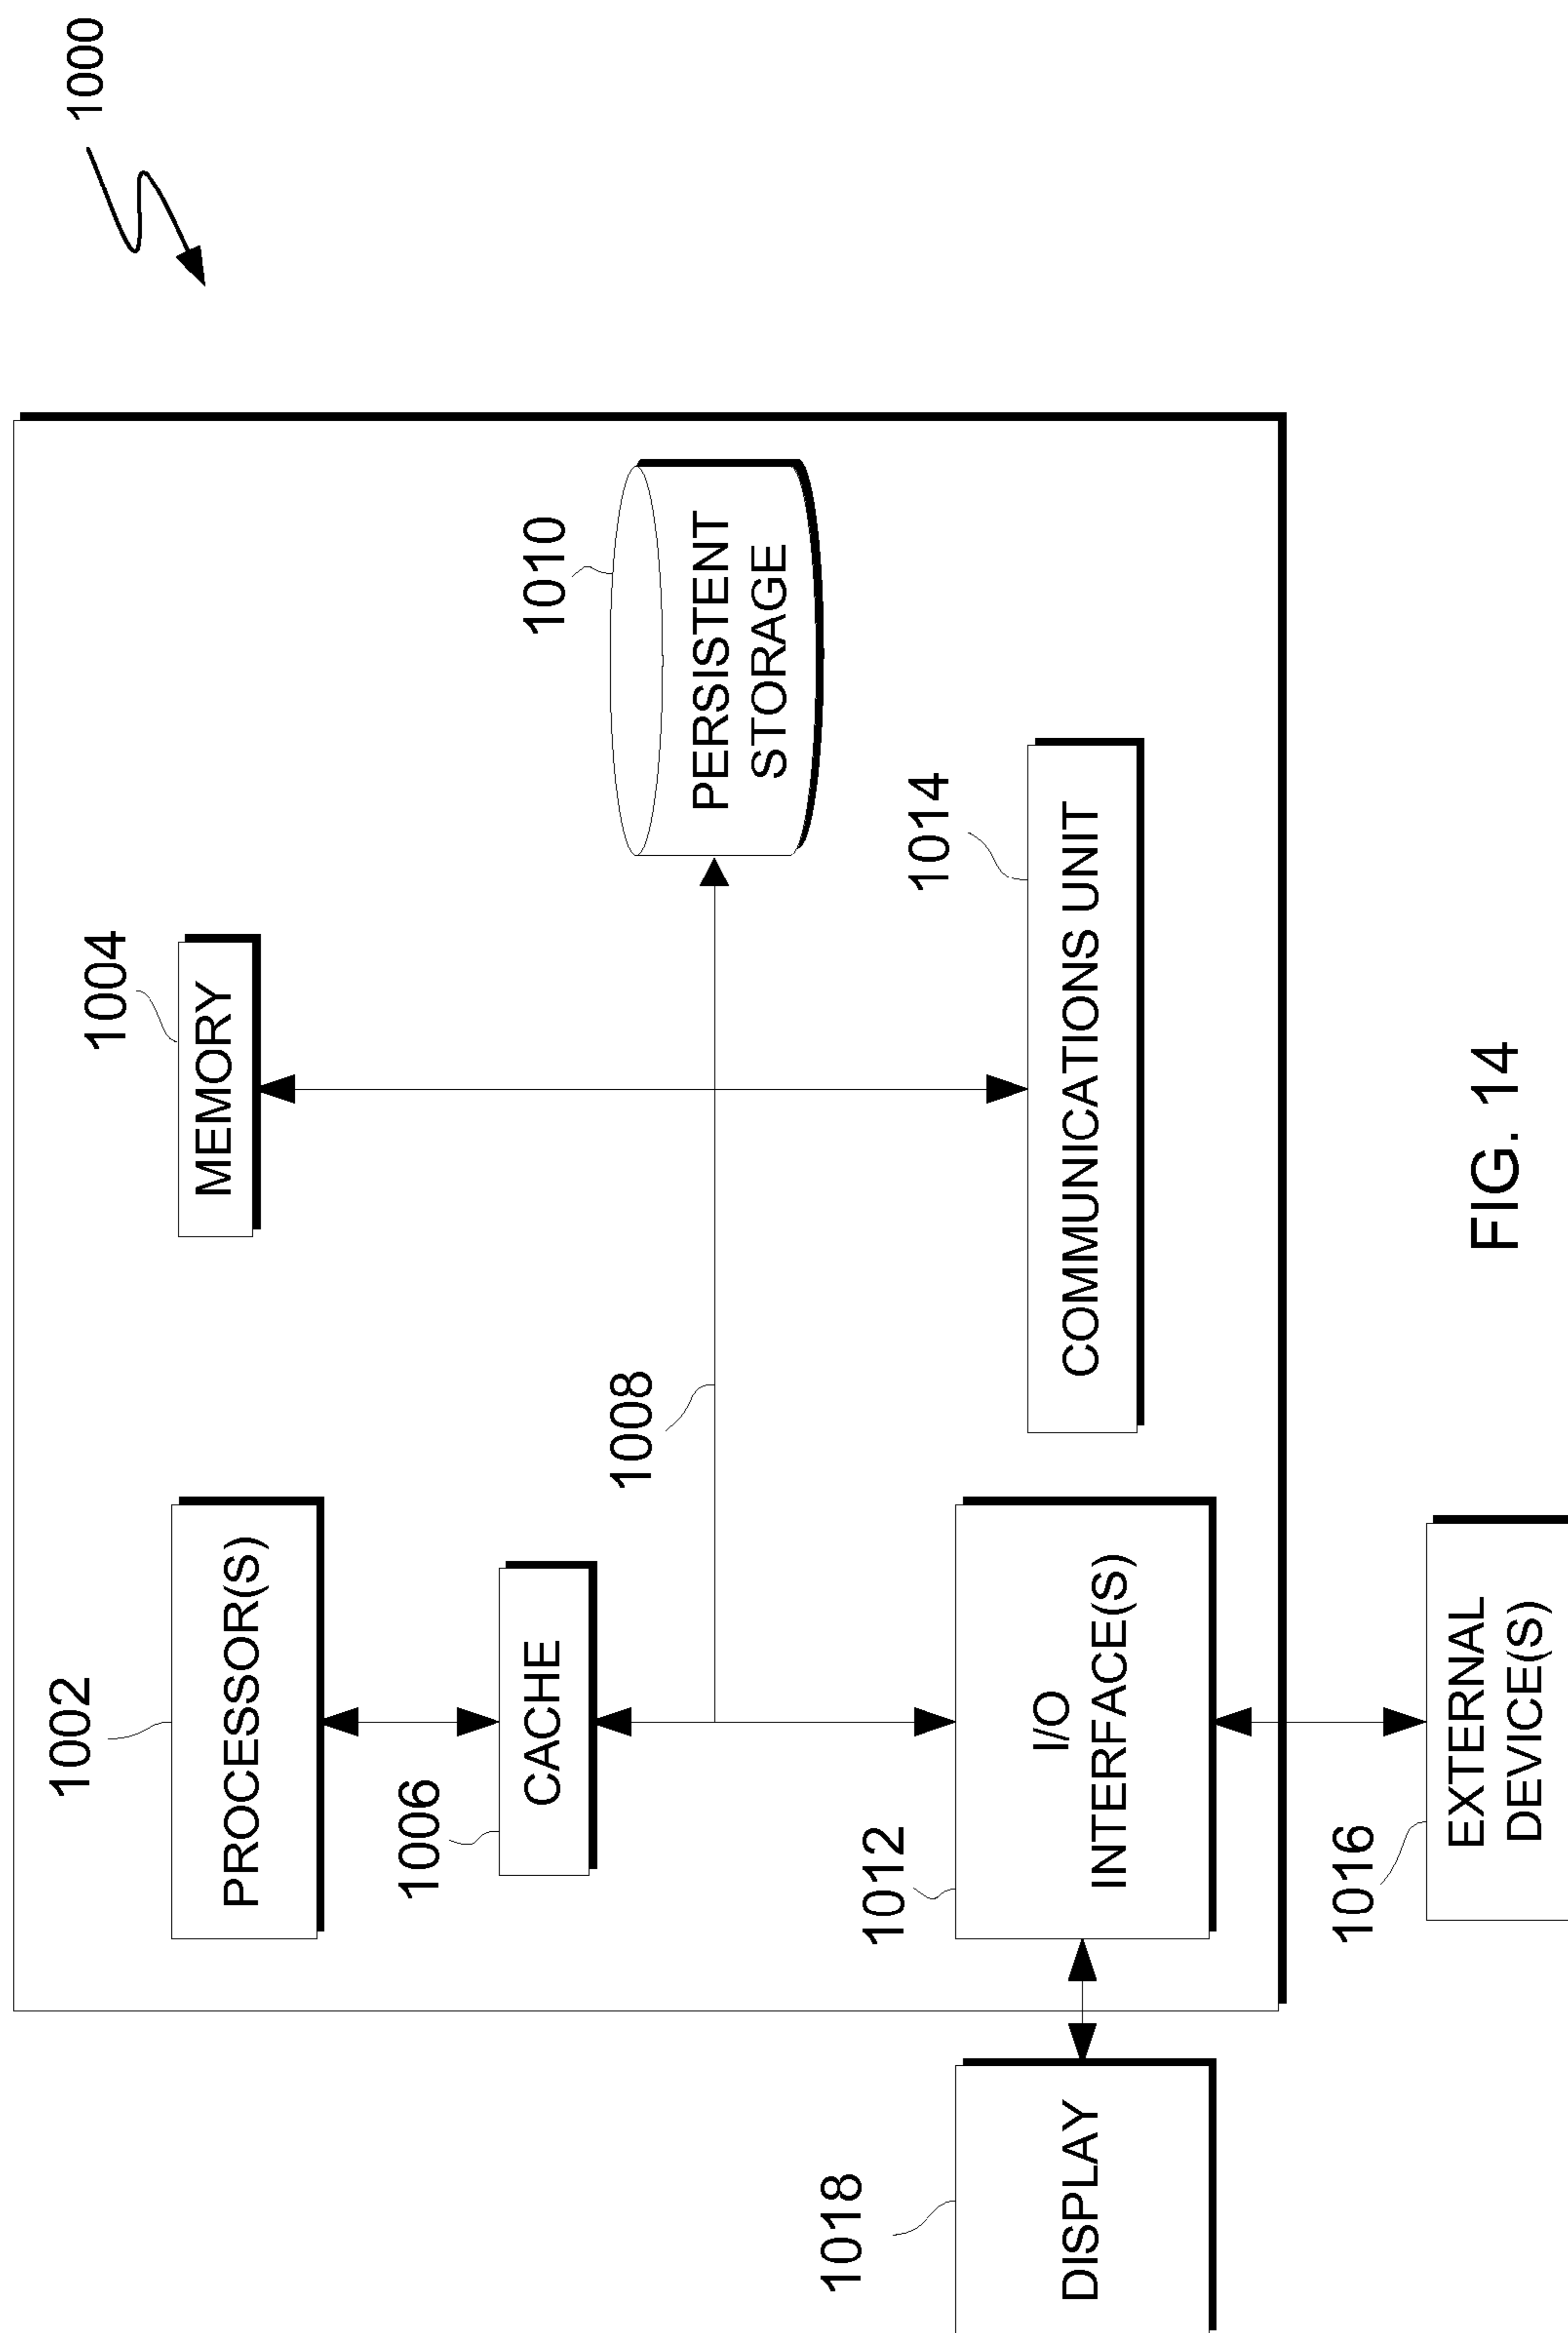 1000
1002
PROCESSOR(S)
1004
MEMORY
1006
CACHE
1008
1010
PERSISTENT
STORAGE
1012
I/O
INTERFACE(S)
1014
COMMUNICATIONS UNIT
1018
DISPLAY
1016
EXTERNAL
DEVICE(S)
FIG. 14